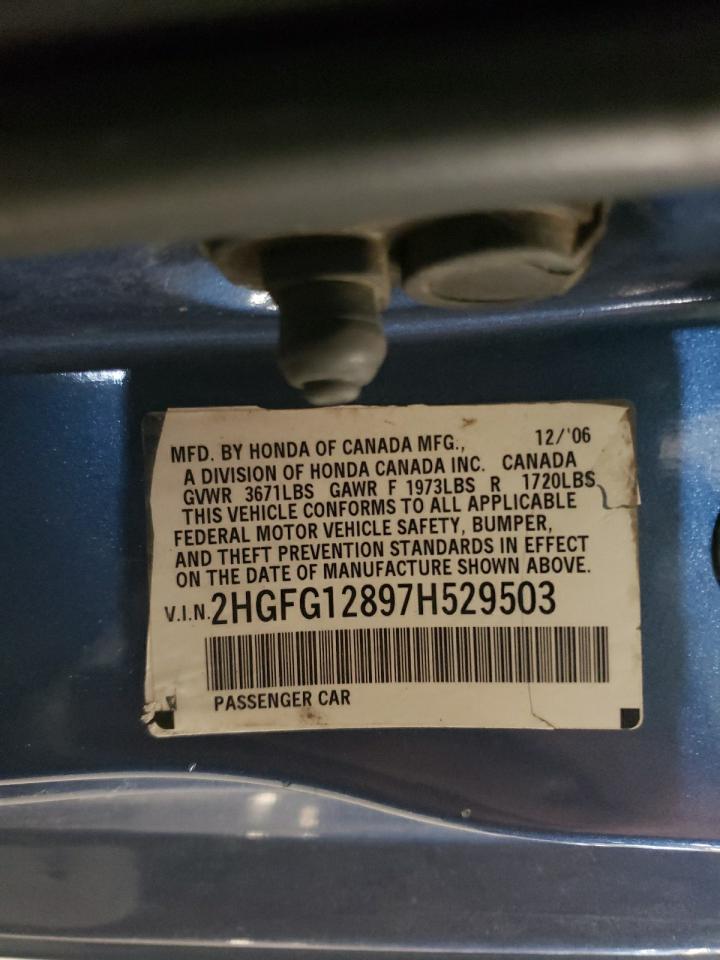 MFD. BY HONDA OF CANADA MFG., 12/'06
A DIVISION OF HONDA CANADA INC. CANADA
GVWR 3671LBS GAWR F 1973LBS R 1720LBS
THIS VEHICLE CONFORMS TO ALL APPLICABLE
FEDERAL MOTOR VEHICLE SAFETY, BUMPER,
AND THEFT PREVENTION STANDARDS IN EFFECT
ON THE DATE OF MANUFACTURE SHOWN ABOVE.
V.I.N. 2HGFG12897H529503
PASSENGER CAR